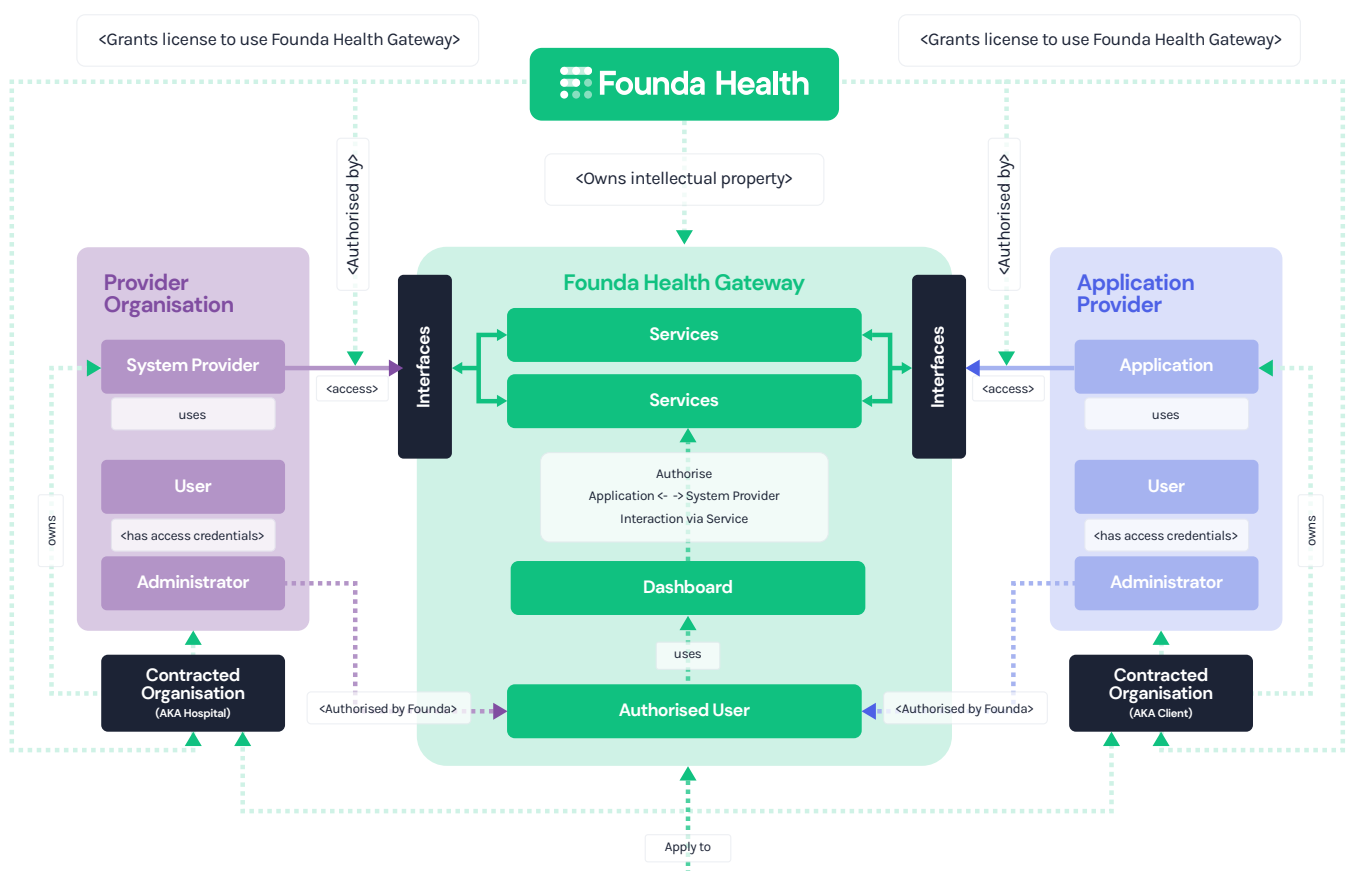 <Grants license to use Founda Health Gateway>
<Grants license to use Founda Health Gateway>
Founda Health
<Owns intellectual property>
<Authorised by>
<Authorised by>
Provider
Organisation
System Provider
uses
User
<has access credentials>
Administrator
owns
Contracted
Organisation
(AKA Hospital)
<access>
Interfaces
Founda Health Gateway
Services
Services
Authorise
Application <- -> System Provider
Interaction via Service
Dashboard
uses
Authorised User
<Authorised by Founda>
<Authorised by Founda>
Interfaces
<access>
Application
Provider
Application
uses
User
<has access credentials>
Administrator
owns
Contracted
Organisation
(AKA Client)
Apply to